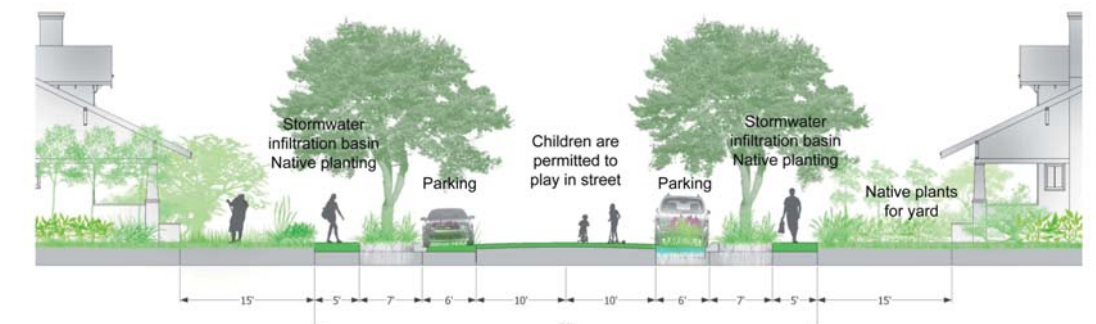 Stormwater
infiltration basin
Native planting
Parking
Children are
permitted to
play in street
Parking
Stormwater
infiltration basin
Native planting
Native plants
for yard
15' 5' 7' 6' 10' 10' 6' 7' 5' 15'